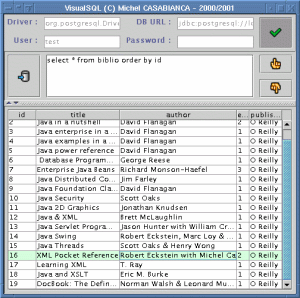 VisualSQL (C) Michel CASABIANCA - 2000/2001
Driver : org.postgresql.Drive DB URL : jdbc:postgresql://l
User : test Password :
select * from biblio order by id
id title author e... publis...
2 Java in a nutshell David Flanagan 2 O Reilly
3 Java enterprise in a ... David Flanagan 1 O Reilly
4 Java examples in a ... David Flanagan 1 O Reilly
5 Java power reference David Flanagan 1 O Reilly
6 Database Program... George Reese 1 O Reilly
7 Enterprise Java Beans Richard Monson-Haefel 3 O Reilly
8 Java Distributed Co... Jim Farley 1 O Reilly
9 Java Foundation Cla... David Flanagan 1 O Reilly
10 Java Security Scott Oaks 1 O Reilly
11 Java 2D Graphics Jonathan Knudsen 1 O Reilly
12 Java & XML Brett McLaughlin 1 O Reilly
13 Java Servlet Progra... Jason Hunter with William Cr... 1 O Reilly
14 Java Swing Robert Eckstein, Marc Loy & ... 1 O Reilly
15 Java Threads Scott Oaks & Henry Wong 1 O Reilly
16 XML Pocket Reference Robert Eckstein with Michel Ca 2 O Reilly
17 Learning XML T. Ray 1 O Reilly
18 Java and XSLT Eric M. Burke 1 O Reilly
19 DocBook: The Defin... Norman Walsh & Leonard Mu... 1 O Reilly